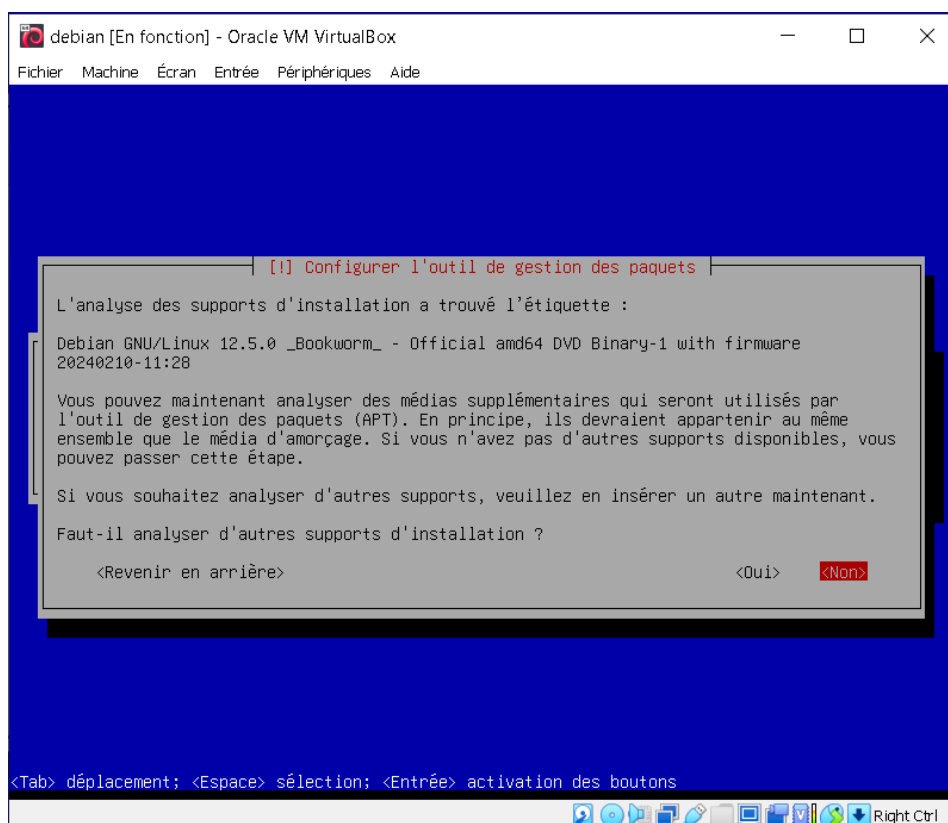 debian [En fonction] - Oracle VM VirtualBox
Fichier Machine Écran Entrée Périphériques Aide
[!] Configurer l'outil de gestion des paquets
L'analyse des supports d'installation a trouvé l’étiquette :
Debian GNU/Linux 12.5.0 _Bookworm_ - Official amd64 DVD Binary-1 with firmware
20240210-11:28
Vous pouvez maintenant analyser des médias supplémentaires qui seront utilisés par
l'outil de gestion des paquets (APT). En principe, ils devraient appartenir au même
ensemble que le média d'amorçage. Si vous n'avez pas d'autres supports disponibles, vous
pouvez passer cette étape.
Si vous souhaitez analyser d'autres supports, veuillez en insérer un autre maintenant.
Faut-il analyser d'autres supports d'installation ?
<Revenir en arrière> <Oui> <Non>
<Tab> déplacement; <Espace> sélection; <Entrée> activation des boutons
Right Ctrl